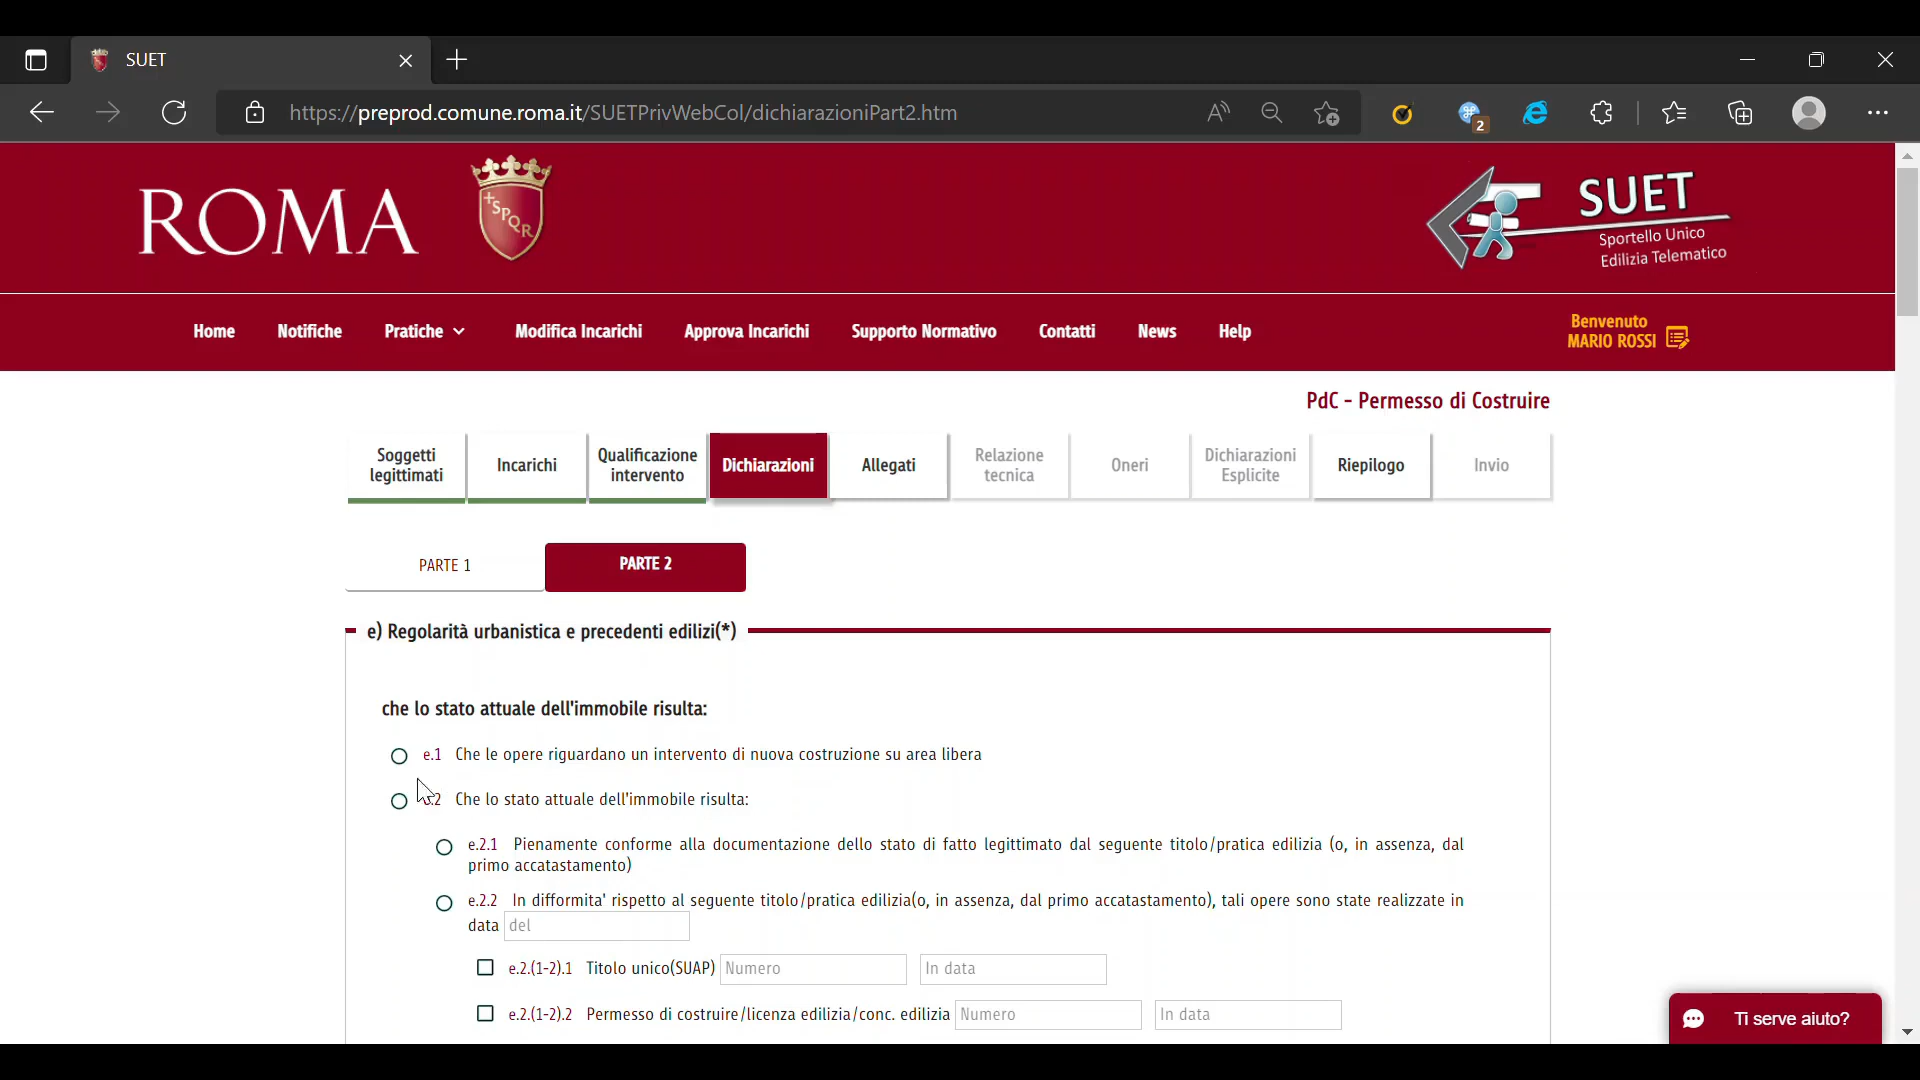 SUET
https://preprod.comune.roma.it/SUETPrivWebCol/dichiarazioniPart2.htm
2
ROMA
SPQR
SUET
Sportello Unico
Edilizia Telematico
Home Notifiche Pratiche Modifica Incarichi Approva Incarichi Supporto Normativo Contatti News Help
Benvenuto
MARIO ROSSI
PdC - Permesso di Costruire
Soggetti
legittimati
Incarichi
Qualificazione
intervento
Dichiarazioni
Allegati
Relazione
tecnica
Oneri
Dichiarazioni
Esplicite
Riepilogo
Invio
PARTE 1
PARTE 2
e) Regolarità urbanistica e precedenti edilizi(*)
che lo stato attuale dell'immobile risulta:
e.1 Che le opere riguardano un intervento di nuova costruzione su area libera
Che lo stato attuale dell'immobile risulta:
e.2.1 Pienamente conforme alla documentazione dello stato di fatto legittimato dal seguente titolo/pratica edilizia (o, in assenza, dal
primo accatastamento)
e.2.2 In difformita' rispetto al seguente titolo/pratica edilizia(o, in assenza, dal primo accatastamento), tali opere sono state realizzate in
data del
e.2.(1-2).1 Titolo unico(SUAP) Numero In data
e.2.(1-2).2 Permesso di costruire/licenza edilizia/conc. edilizia Numero In data
Ti serve aiuto?